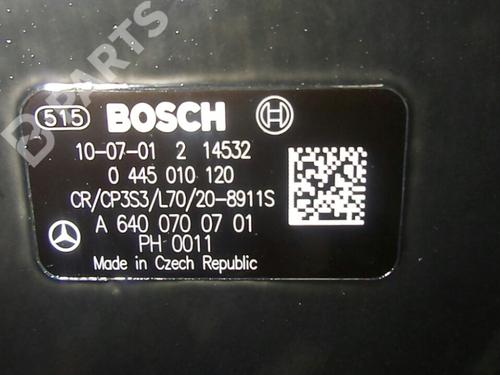 515 BOSCH
10-07-01 2 14532
0 445 010 120
CR/CP3S3/L70/20-8911S
A 640 070 07 01
PH 0011
Made in Czech Republic
D PARTS